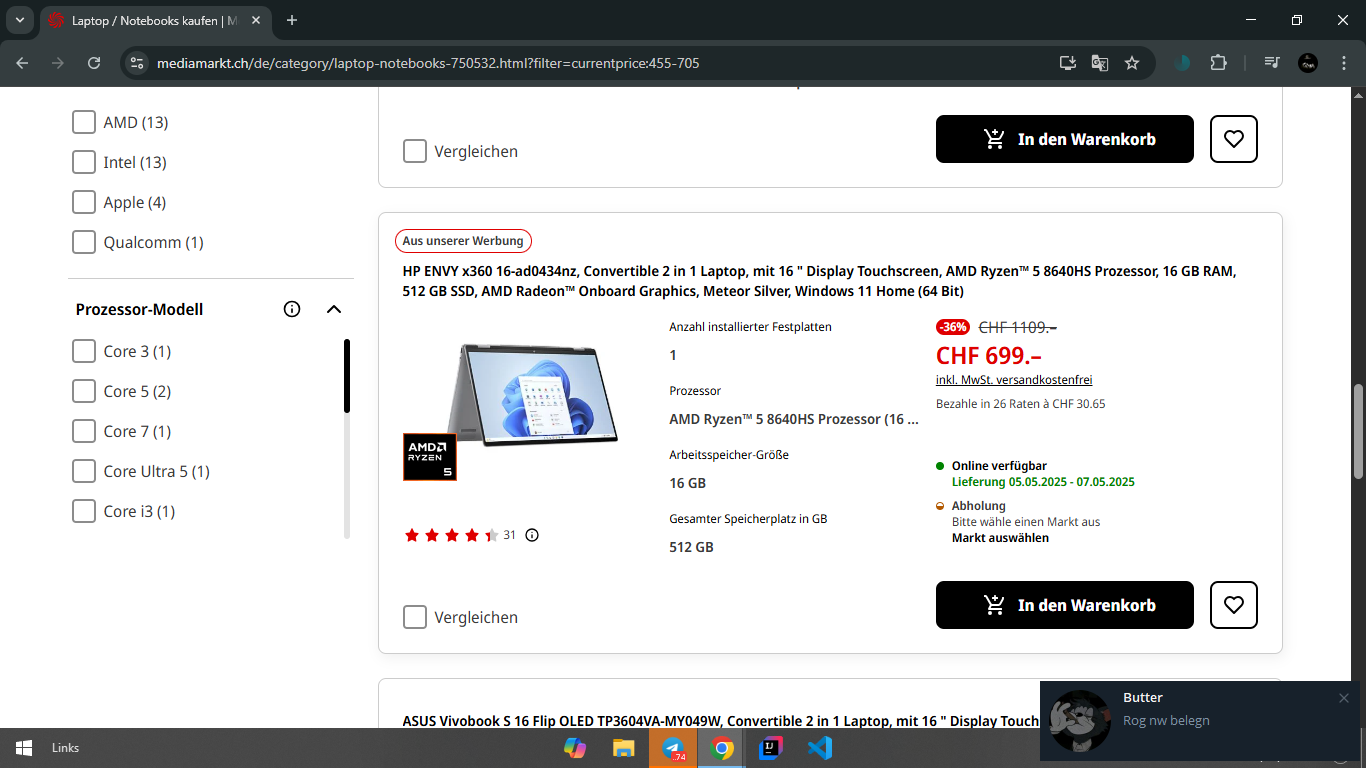 Laptop / Notebooks kaufen | M
mediamarkt.ch/de/category/laptop-notebooks-750532.html?filter=currentprice:455-705
AMD (13)
Intel (13)
Apple (4)
Qualcomm (1)
Prozessor-Modell
Core 3 (1)
Core 5 (2)
Core 7 (1)
Core Ultra 5 (1)
Core i3 (1)
Vergleichen
In den Warenkorb
Aus unserer Werbung
HP ENVY x360 16-ad0434nz, Convertible 2 in 1 Laptop, mit 16 " Display Touchscreen, AMD Ryzen™ 5 8640HS Prozessor, 16 GB RAM,
512 GB SSD, AMD Radeon™ Onboard Graphics, Meteor Silver, Windows 11 Home (64 Bit)
AMD
RYZEN
5
31
Anzahl installierter Festplatten
1
Prozessor
AMD Ryzen™ 5 8640HS Prozessor (16 ...
Arbeitsspeicher-Größe
16 GB
Gesamter Speicherplatz in GB
512 GB
-36% CHF 1109.–
CHF 699.–
inkl. MwSt. versandkostenfrei
Bezahle in 26 Raten à CHF 30.65
Online verfügbar
Lieferung 05.05.2025 - 07.05.2025
Abholung
Bitte wähle einen Markt aus
Markt auswählen
Vergleichen
In den Warenkorb
ASUS Vivobook S 16 Flip OLED TP3604VA-MY049W, Convertible 2 in 1 Laptop, mit 16 " Display Touch
Butter
Rog nw belegn
Links
..74
IJ